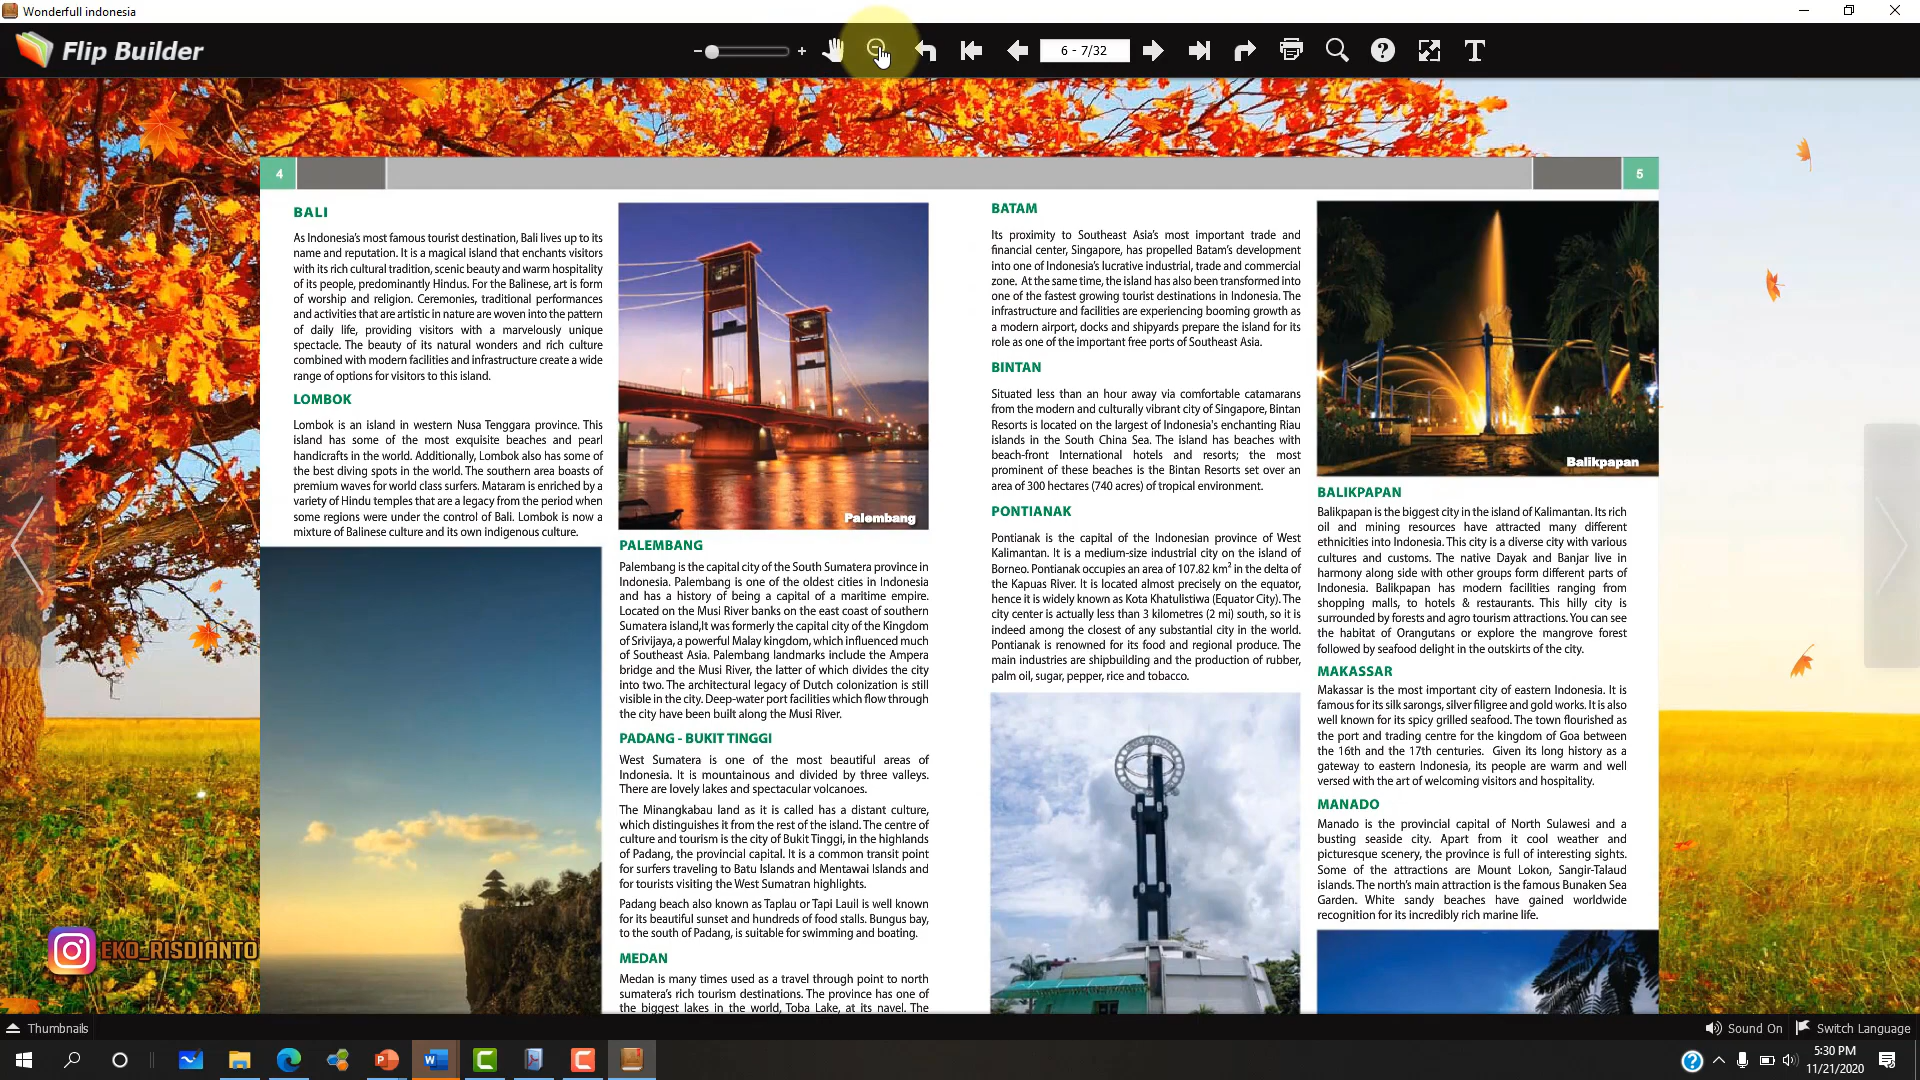 Wonderfull indonesia
Flip Builder
6 - 7/32
4
5
BALI
As Indonesia's most famous tourist destination, Bali lives up to its
name and reputation. It is a magical island that enchants visitors
with its rich cultural tradition, scenic beauty and warm hospitality
of its people, predominantly Hindus. For the Balinese, art is form
of worship and religion. Ceremonies, traditional performances
and activities that are artistic in nature are woven into the pattern
of daily life, providing visitors with a marvelously unique
spectacle. The beauty of its natural wonders and rich culture
combined with modern facilities and infrastructure create a wide
range of options for visitors to this island.
LOMBOK
Lombok is an island in western Nusa Tenggara province. This
island has some of the most exquisite beaches and pearl
handicrafts in the world. Additionally, Lombok also has some of
the best diving spots in the world. The southern area boasts of
premium waves for world class surfers. Mataram is enriched by a
variety of Hindu temples that are a legacy from the period when
some regions were under the control of Bali. Lombok is now a
mixture of Balinese culture and its own indigenous culture.
Palembang
PALEMBANG
Palembang is the capital city of the South Sumatera province in
Indonesia. Palembang is one of the oldest cities in Indonesia
and has a history of being a capital of a maritime empire.
Located on the Musi River banks on the east coast of southern
Sumatera island,It was formerly the capital city of the Kingdom
of Srivijaya, a powerful Malay kingdom, which influenced much
of Southeast Asia. Palembang landmarks include the Ampera
bridge and the Musi River, the latter of which divides the city
into two. The architectural legacy of Dutch colonization is still
visible in the city. Deep-water port facilities which flow through
the city have been built along the Musi River.
PADANG - BUKIT TINGGI
West Sumatera is one of the most beautiful areas of
Indonesia. It is mountainous and divided by three valleys.
There are lovely lakes and spectacular volcanoes.
The Minangkabau land as it is called has a distant culture,
which distinguishes it from the rest of the island. The centre of
culture and tourism is the city of Bukit Tinggi, in the highlands
of Padang, the provincial capital. It is a common transit point
for surfers traveling to Batu Islands and Mentawai Islands and
for tourists visiting the West Sumatran highlights.
Padang beach also known as Taplau or Tapi Lauil is well known
for its beautiful sunset and hundreds of food stalls. Bungus bay,
to the south of Padang, is suitable for swimming and boating.
MEDAN
Medan is many times used as a travel through point to north
sumatera's rich tourism destinations. The province has one of
the biggest lakes in the world, Toba Lake, at its navel. The
BATAM
Its proximity to Southeast Asia's most important trade and
financial center, Singapore, has propelled Batam's development
into one of Indonesia's lucrative industrial, trade and commercial
zone. At the same time, the island has also been transformed into
one of the fastest growing tourist destinations in Indonesia. The
infrastructure and facilities are experiencing booming growth as
a modern airport, docks and shipyards prepare the island for its
role as one of the important free ports of Southeast Asia.
BINTAN
Situated less than an hour away via comfortable catamarans
from the modern and culturally vibrant city of Singapore, Bintan
Resorts is located on the largest of Indonesia's enchanting Riau
islands in the South China Sea. The island has beaches with
beach-front International hotels and resorts; the most
prominent of these beaches is the Bintan Resorts set over an
area of 300 hectares (740 acres) of tropical environment.
PONTIANAK
Pontianak is the capital of the Indonesian province of West
Kalimantan. It is a medium-size industrial city on the island of
Borneo. Pontianak occupies an area of 107.82 km² in the delta of
the Kapuas River. It is located almost precisely on the equator,
hence it is widely known as Kota Khatulistiwa (Equator City). The
city center is actually less than 3 kilometres (2 mi) south, so it is
indeed among the closest of any substantial city in the world.
Pontianak is renowned for its food and regional produce. The
main industries are shipbuilding and the production of rubber,
palm oil, sugar, pepper, rice and tobacco.
Balikpapan
BALIKPAPAN
Balikpapan is the biggest city in the island of Kalimantan. Its rich
oil and mining resources have attracted many different
ethnicities into Indonesia. This city is a diverse city with various
cultures and customs. The native Dayak and Banjar live in
harmony along side with other groups form different parts of
Indonesia. Balikpapan has modern facilities ranging from
shopping malls, to hotels & restaurants. This hilly city is
surrounded by forests and agro tourism attractions. You can see
the habitat of Orangutans or explore the mangrove forest
followed by seafood delight in the outskirts of the city.
MAKASSAR
Makassar is the most important city of eastern Indonesia. It is
famous for its silk sarongs, silver filigree and gold works. It is also
well known for its spicy grilled seafood. The town flourished as
the port and trading centre for the kingdom of Goa between
the 16th and the 17th centuries. Given its long history as a
gateway to eastern Indonesia, its people are warm and well
versed with the art of welcoming visitors and hospitality.
MANADO
Manado is the provincial capital of North Sulawesi and a
busting seaside city. Apart from it cool weather and
picturesque scenery, the province is full of interesting sights.
Some of the attractions are Mount Lokon, Sangir-Talaud
islands. The north's main attraction is the famous Bunaken Sea
Garden. White sandy beaches have gained worldwide
recognition for its incredibly rich marine life.
EKO_RISDIANTO
Thumbnails
Sound On
Switch Language
5:30 PM
11/21/2020